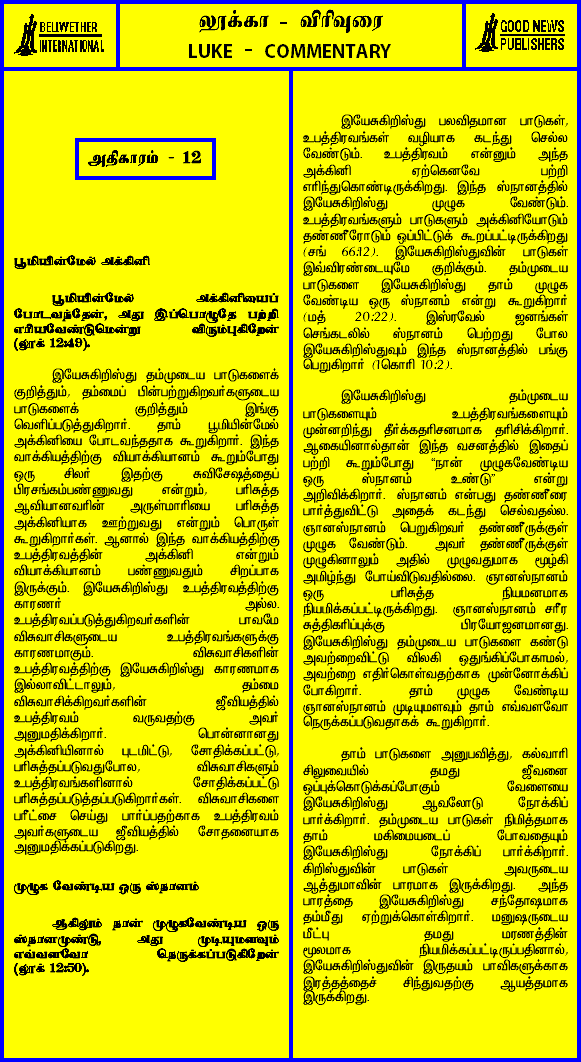 BELLWETHER
INTERNATIONAL
லூக்கா - விரிவுரை
LUKE - COMMENTARY
GOOD NEWS
PUBLISHERS
அதிகாரம் - 12
பூமியின்மேல் அக்கினி
பூமியின்மேல் அக்கினியைப்
போடவந்தேன், அது இப்பொழுதே பற்றி
எரியவேண்டுமென்று விரும்புகிறேன்
(லூக் 12:49).
இயேசுகிறிஸ்து தம்முடைய பாடுகளைக்
குறித்தும், தம்மைப் பின்பற்றுகிறவர்களுடைய
பாடுகளைக் குறித்தும் இங்கு
வெளிப்படுத்துகிறார். தாம் பூமியின்மேல்
அக்கினியை போடவந்ததாக கூறுகிறார். இந்த
வாக்கியத்திற்கு வியாக்கியானம் கூறும்போது
ஒரு சிலர் இதற்கு சுவிசேஷத்தைப்
பிரசங்கம்பண்ணுவது என்றும், பரிசுத்த
ஆவியானவரின் அருள்மாரியை பரிசுத்த
அக்கினியாக ஊற்றுவது என்றும் பொருள்
கூறுகிறார்கள். ஆனால் இந்த வாக்கியத்திற்கு
உபத்திரவத்தின் அக்கினி என்றும்
வியாக்கியானம் பண்ணுவதும் சிறப்பாக
இருக்கும். இயேசுகிறிஸ்து உபத்திரவத்திற்கு
காரணர் அல்ல.
உபத்திரவப்படுத்துகிறவர்களின் பாவமே
விசுவாசிகளுடைய உபத்திரவங்களுக்கு
காரணமாகும். விசுவாசிகளின்
உபத்திரவத்திற்கு இயேசுகிறிஸ்து காரணமாக
இல்லாவிட்டாலும், தம்மை
விசுவாசிக்கிறவர்களின் ஜீவியத்தில்
உபத்திரவம் வருவதற்கு அவர்
அனுமதிக்கிறார். பொன்னானது
அக்கினியினால் புடமிட்டு, சோதிக்கப்பட்டு,
பரிசுத்தப்படுவதுபோல, விசுவாசிகளும்
உபத்திரவங்களினால் சோதிக்கப்பட்டு
பரிசுத்தப்படுத்தப்படுகிறார்கள். விசுவாசிகளை
பரீட்சை செய்து பார்ப்பதற்காக உபத்திரவம்
அவர்களுடைய ஜீவியத்தில் சோதனையாக
அனுமதிக்கப்படுகிறது.
முழுக வேண்டிய ஒரு ஸ்நானம்
ஆகிலும் நான் முழுகவேண்டிய ஒரு
ஸ்நானமுண்டு, அது முடியுமளவும்
எவ்வளவோ நெருக்கப்படுகிறேன்
(லூக் 12:50).
இயேசுகிறிஸ்து பலவிதமான பாடுகள்,
உபத்திரவங்கள் வழியாக கடந்து செல்ல
வேண்டும். உபத்திரவம் என்னும் அந்த
அக்கினி ஏற்கெனவே பற்றி
எரிந்துகொண்டிருக்கிறது. இந்த ஸ்நானத்தில்
இயேசுகிறிஸ்து முழுக வேண்டும்.
உபத்திரவங்களும் பாடுகளும் அக்கினியோடும்
தண்ணீரோடும் ஒப்பிட்டுக் கூறப்பட்டிருக்கிறது
(சங் 66:12). இயேசுகிறிஸ்துவின் பாடுகள்
இவ்விரண்டையுமே குறிக்கும். தம்முடைய
பாடுகளை இயேசுகிறிஸ்து தாம் முழுக
வேண்டிய ஒரு ஸ்நானம் என்று கூறுகிறார்
(மத் 20:22). இஸ்ரவேல் ஜனங்கள்
செங்கடலில் ஸ்நானம் பெற்றது போல
இயேசுகிறிஸ்துவும் இந்த ஸ்நானத்தில் பங்கு
பெறுகிறார் (1கொரி 10:2).
இயேசுகிறிஸ்து தம்முடைய
பாடுகளையும் உபத்திரவங்களையும்
முன்னறிந்து தீர்க்கதரிசனமாக தரிசிக்கிறார்.
ஆகையினால்தான் இந்த வசனத்தில் இதைப்
பற்றி கூறும்போது "நான் முழுகவேண்டிய
ஒரு ஸ்நானம் உண்டு" என்று
அறிவிக்கிறார். ஸ்நானம் என்பது தண்ணீரை
பார்த்துவிட்டு அதைக் கடந்து செல்வதல்ல.
ஞானஸ்நானம் பெறுகிறவர் தண்ணீருக்குள்
முழுக வேண்டும். அவர் தண்ணீருக்குள்
முழுகினாலும் அதில் முழுவதுமாக மூழ்கி
அமிழ்ந்து போய்விடுவதில்லை. ஞானஸ்நானம்
ஒரு பரிசுத்த நியமனமாக
நியமிக்கப்பட்டிருக்கிறது. ஞானஸ்நானம் சரீர
சுத்திகரிப்புக்கு பிரயோஜனமானது.
இயேசுகிறிஸ்து தம்முடைய பாடுகளை கண்டு
அவற்றைவிட்டு விலகி ஒதுங்கிப்போகாமல்,
அவற்றை எதிர்கொள்வதற்காக முன்னோக்கிப்
போகிறார். தாம் முழுக வேண்டிய
ஞானஸ்நானம் முடியுமளவும் தாம் எவ்வளவோ
நெருக்கப்படுவதாகக் கூறுகிறார்.
தாம் பாடுகளை அனுபவித்து, கல்வாரி
சிலுவையில் தமது ஜீவனை
ஒப்புக்கொடுக்கப்போகும் வேளையை
இயேசுகிறிஸ்து ஆவலோடு நோக்கிப்
பார்க்கிறார். தம்முடைய பாடுகள் நிமித்தமாக
தாம் மகிமையடைப் போவதையும்
இயேசுகிறிஸ்து நோக்கிப் பார்க்கிறார்.
கிறிஸ்துவின் பாடுகள் அவருடைய
ஆத்துமாவின் பாரமாக இருக்கிறது. அந்த
பாரத்தை இயேசுகிறிஸ்து சந்தோஷமாக
தம்மீது ஏற்றுக்கொள்கிறார். மனுஷருடைய
மீட்பு தமது மரணத்தின்
மூலமாக நியமிக்கப்பட்டிருப்பதினால்,
இயேசுகிறிஸ்துவின் இருதயம் பாவிகளுக்காக
இரத்தத்தைச் சிந்துவதற்கு ஆயத்தமாக
இருக்கிறது.